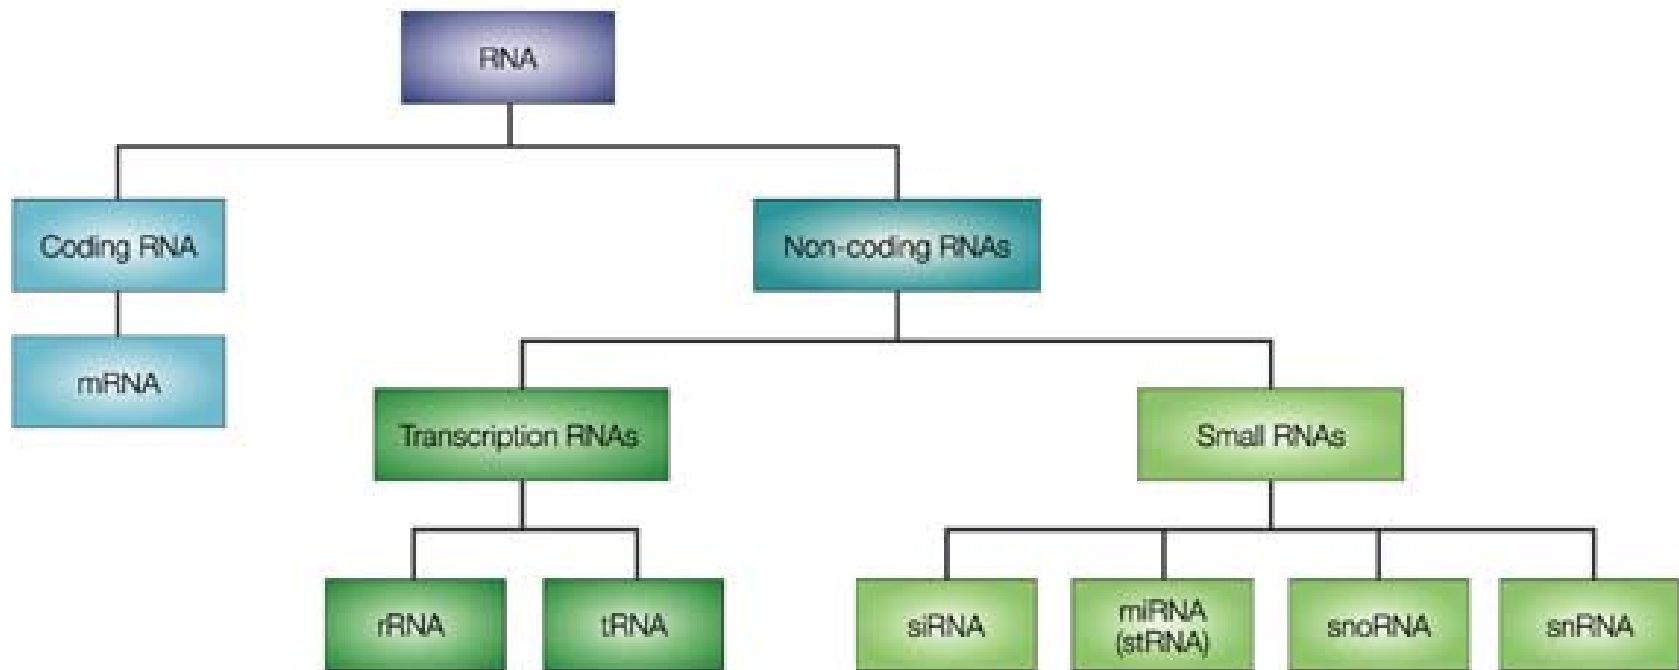 RNA
Coding RNA
Non-coding RNAs
mRNA
Transcription RNAs
Small RNAs
rRNA
tRNA
siRNA
miRNA
(stRNA)
snoRNA
snRNA